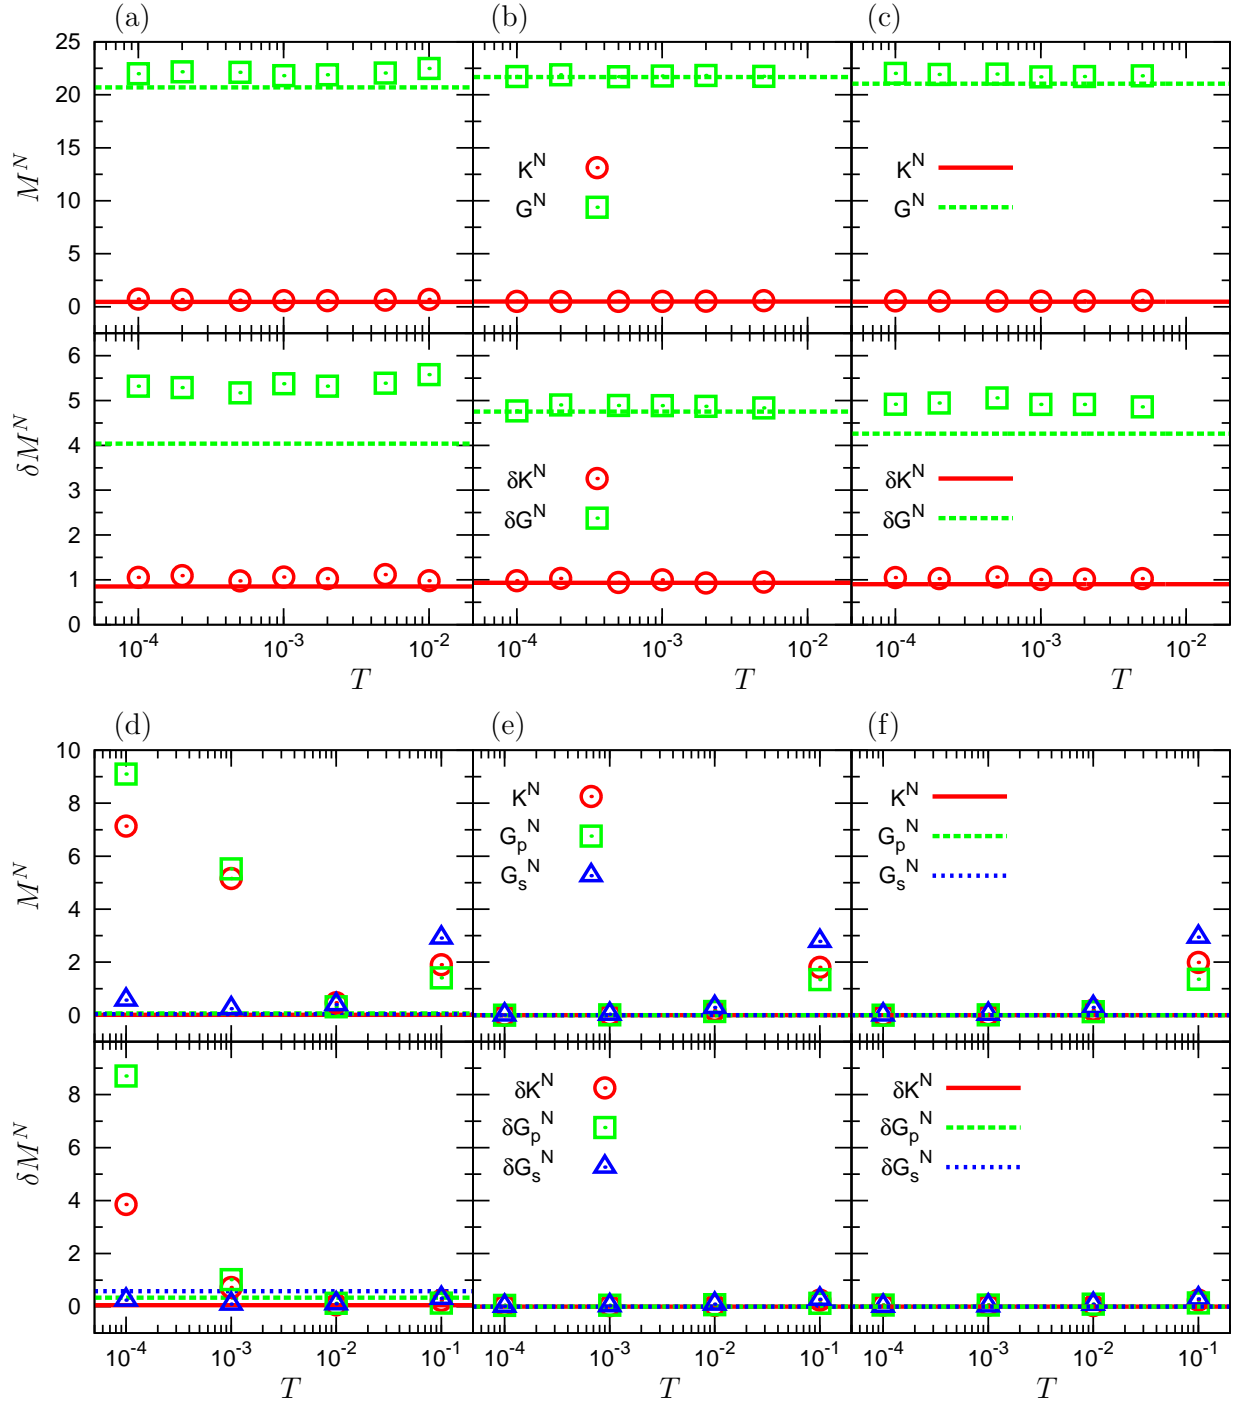 (a) (b) (c)
25
20
15
10
5
0
M^N
K^N
G^N
K^N
G^N
6
5
4
3
2
1
0
δM^N
δK^N
δG^N
δK^N
δG^N
10^-4 10^-3 10^-2 10^-4 10^-3 10^-2 10^-4 10^-3 10^-2
T T T
(d) (e) (f)
10
8
6
4
2
0
M^N
K^N
G_p^N
G_s^N
K^N
G_p^N
G_s^N
8
6
4
2
0
δM^N
δK^N
δG_p^N
δG_s^N
δK^N
δG_p^N
δG_s^N
10^-4 10^-3 10^-2 10^-1 10^-4 10^-3 10^-2 10^-1 10^-4 10^-3 10^-2 10^-1
T T T